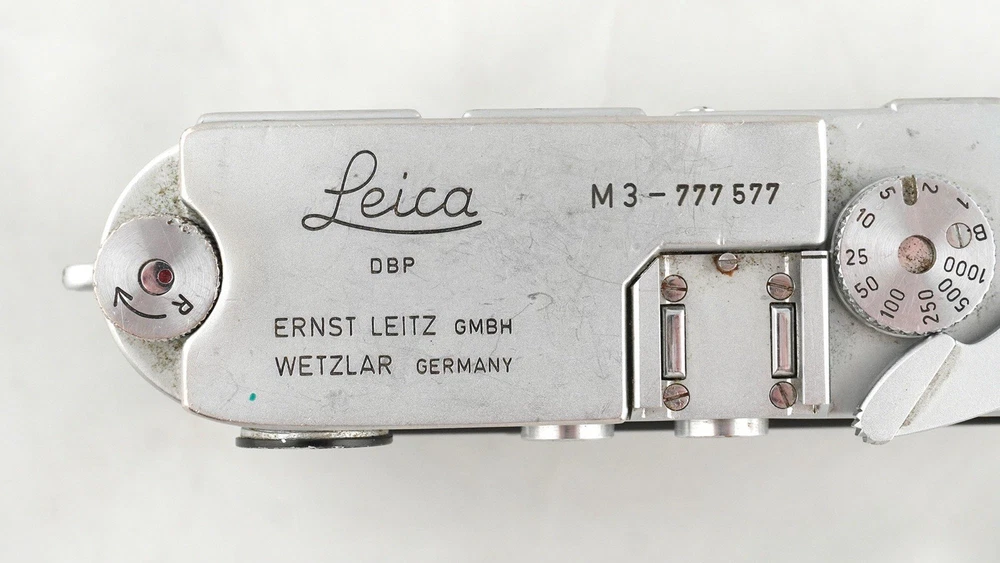 Leica
M3-777577
DBP
ERNST LEITZ GMBH
WETZLAR GERMANY
R
B
1
2
5
10
25
50
100
250
500
1000